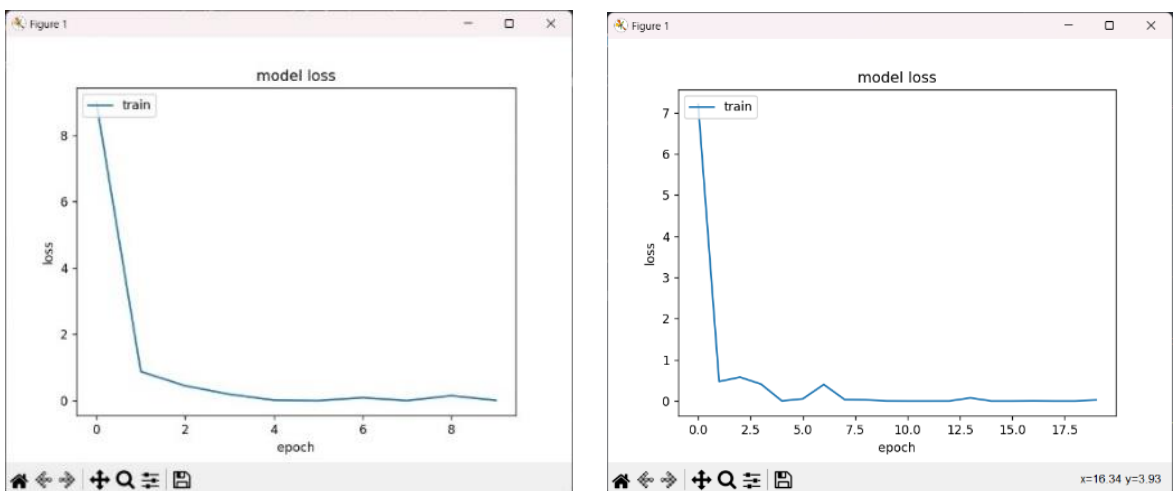 Figure 1
model loss
train
8
6
4
2
0
loss
0 2 4 6 8
epoch
Figure 1
model loss
train
7
6
5
4
3
2
1
0
loss
0.0 2.5 5.0 7.5 10.0 12.5 15.0 17.5
epoch
x=16.34 y=3.93